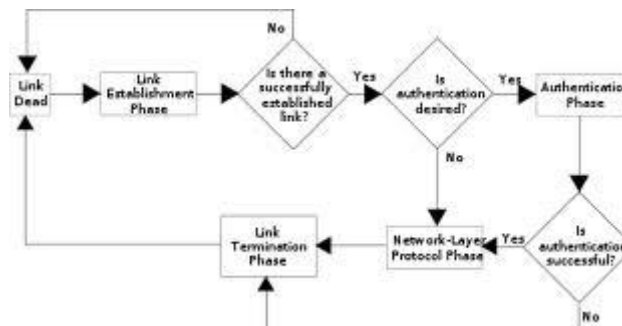 No
Link
Dead
Link
Establishment
Phase
Is there a
successfully
established
link?
Yes
Is
authentication
desired?
Yes
Authentication
Phase
No
Link
Termination
Phase
Network-Layer
Protocol Phase
Yes
Is
authentication
successful?
No